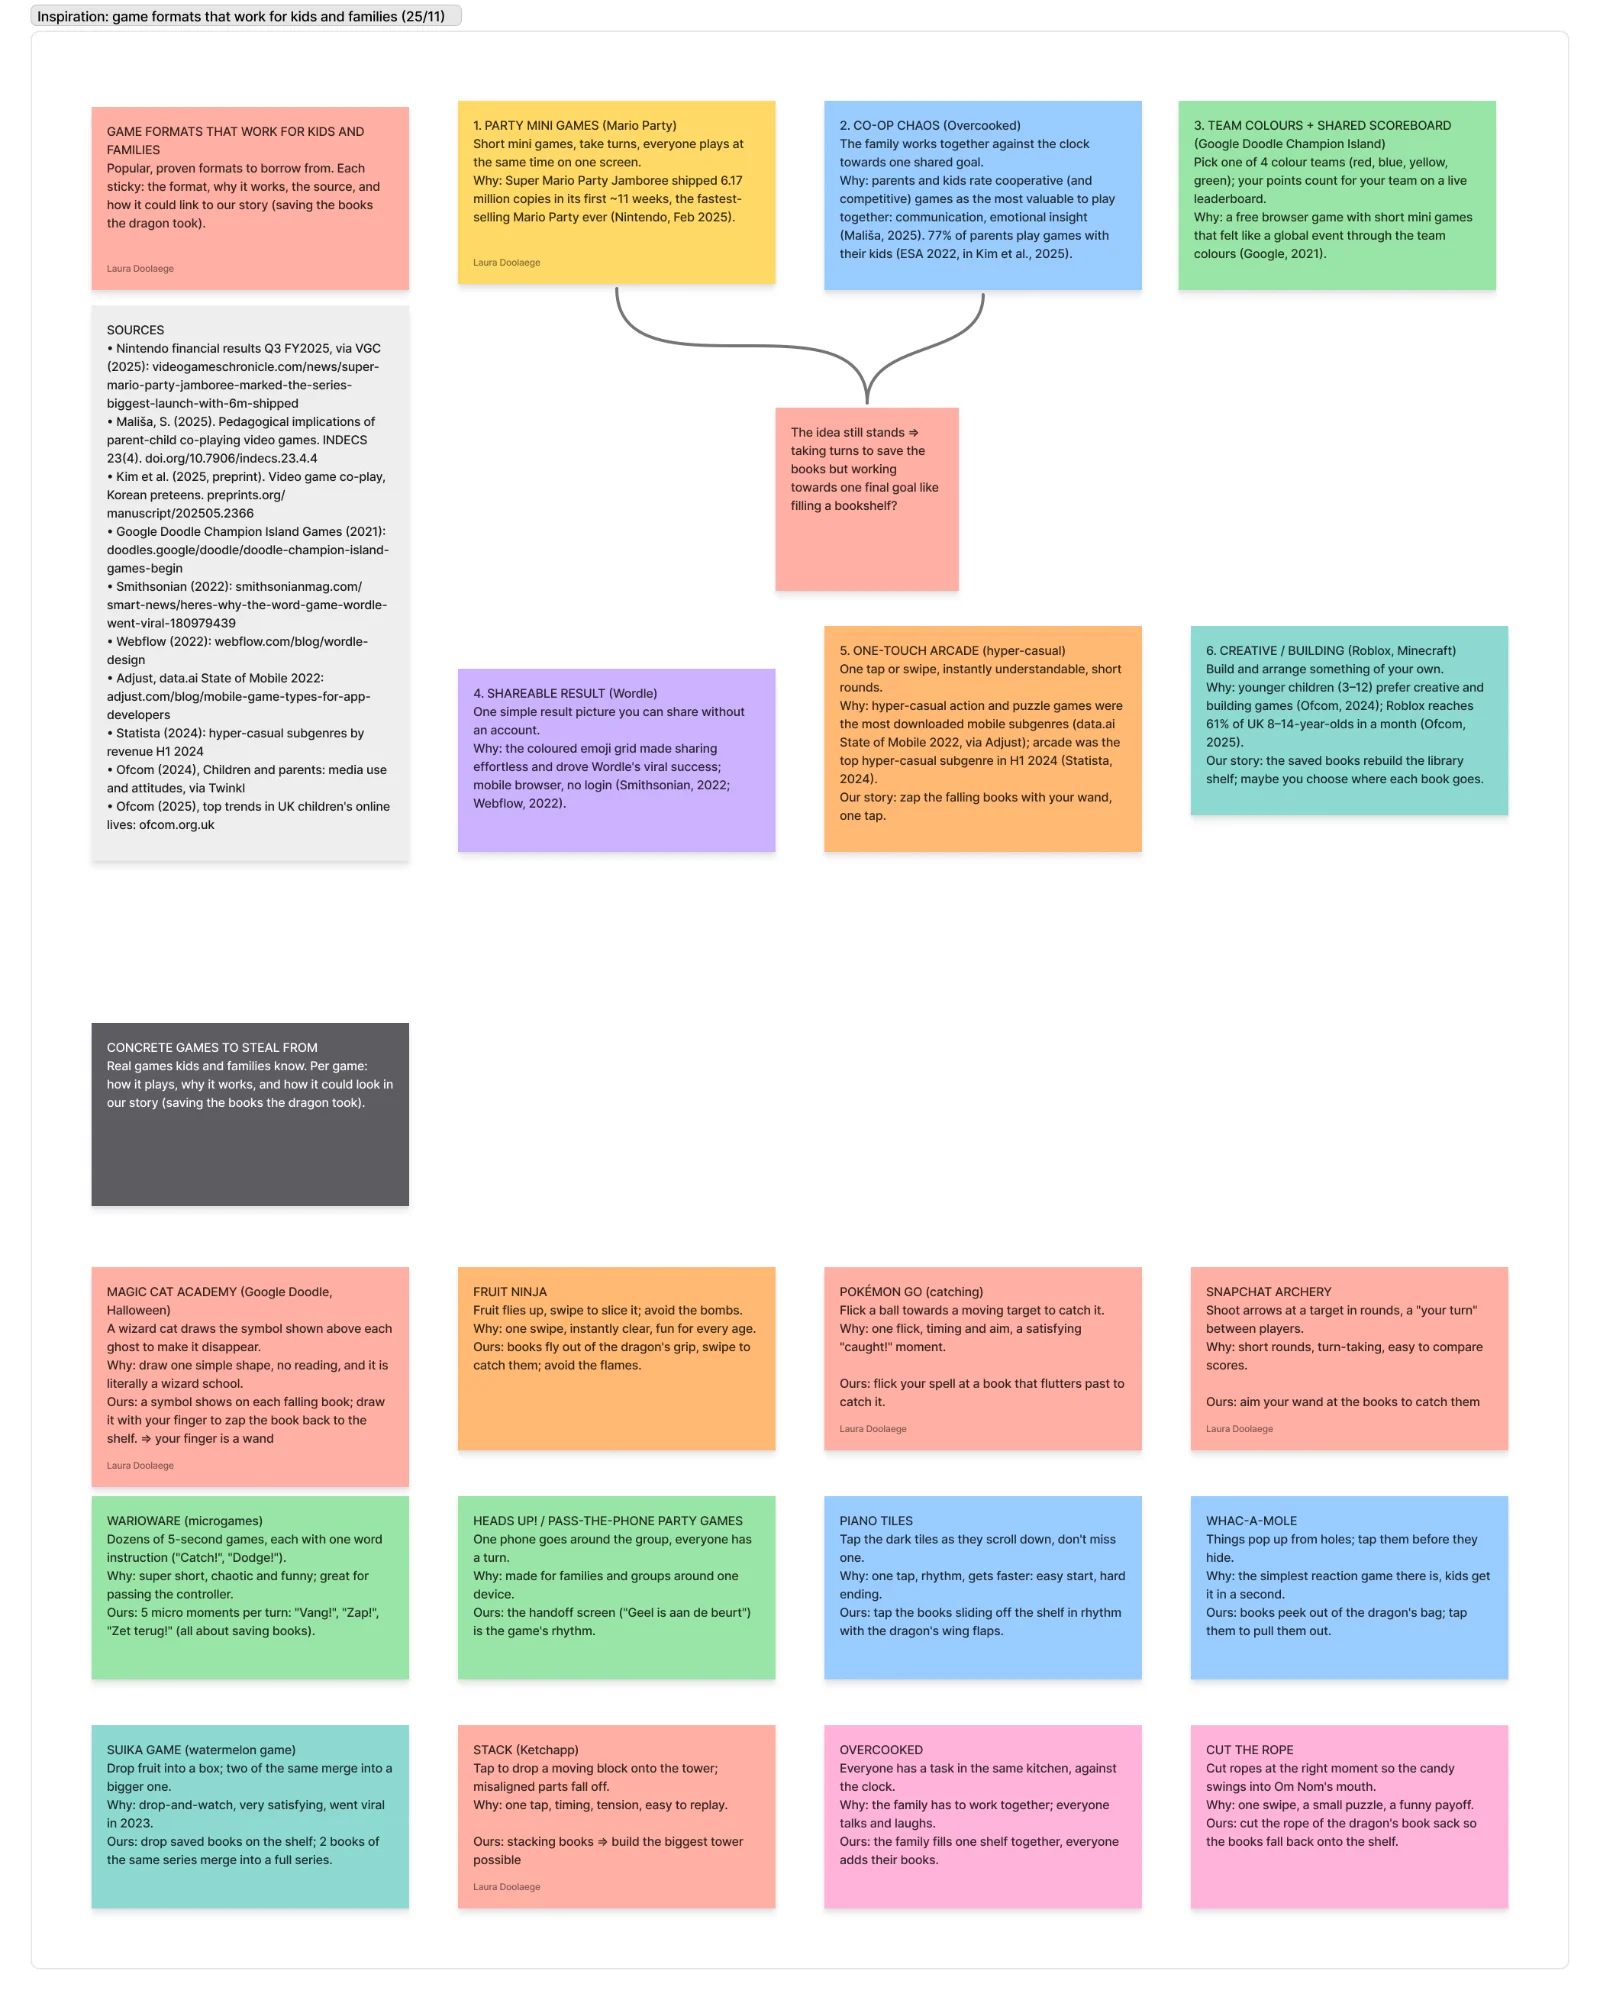 Inspiration: game formats that work for kids and families (25/11)
GAME FORMATS THAT WORK FOR KIDS AND
FAMILIES
Popular, proven formats to borrow from. Each
sticky: the format, why it works, the source, and
how it could link to our story (saving the books
the dragon took).
Laura Doolaege
1. PARTY MINI GAMES (Mario Party)
Short mini games, take turns, everyone plays at
the same time on one screen.
Why: Super Mario Party Jamboree shipped 6.17
million copies in its first ~11 weeks, the fastest-
selling Mario Party ever (Nintendo, Feb 2025).
Laura Doolaege
2. CO-OP CHAOS (Overcooked)
The family works together against the clock
towards one shared goal.
Why: parents and kids rate cooperative (and
competitive) games as the most valuable to play
together: communication, emotional insight
(Mališa, 2025). 77% of parents play games with
their kids (ESA 2022, in Kim et al., 2025).
3. TEAM COLOURS + SHARED SCOREBOARD
(Google Doodle Champion Island)
Pick one of 4 colour teams (red, blue, yellow,
green); your points count for your team on a live
leaderboard.
Why: a free browser game with short mini games
that felt like a global event through the team
colours (Google, 2021).
SOURCES
• Nintendo financial results Q3 FY2025, via VGC
(2025): videogameschronicle.com/news/super-
mario-party-jamboree-marked-the-series-
biggest-launch-with-6m-shipped
• Mališa, S. (2025). Pedagogical implications of
parent-child co-playing video games. INDECS
23(4). doi.org/10.7906/indecs.23.4.4
• Kim et al. (2025, preprint). Video game co-play,
Korean preteens. preprints.org/
manuscript/202505.2366
• Google Doodle Champion Island Games (2021):
doodles.google/doodle/doodle-champion-island-
games-begin
• Smithsonian (2022): smithsonianmag.com/
smart-news/heres-why-the-word-game-wordle-
went-viral-180979439
• Webflow (2022): webflow.com/blog/wordle-
design
• Adjust, data.ai State of Mobile 2022:
adjust.com/blog/mobile-game-types-for-app-
developers
• Statista (2024): hyper-casual subgenres by
revenue H1 2024
• Ofcom (2024), Children and parents: media use
and attitudes, via Twinkl
• Ofcom (2025), top trends in UK children's online
lives: ofcom.org.uk
The idea still stands ⇒
taking turns to save the
books but working
towards one final goal like
filling a bookshelf?
4. SHAREABLE RESULT (Wordle)
One simple result picture you can share without
an account.
Why: the coloured emoji grid made sharing
effortless and drove Wordle's viral success;
mobile browser, no login (Smithsonian, 2022;
Webflow, 2022).
5. ONE-TOUCH ARCADE (hyper-casual)
One tap or swipe, instantly understandable, short
rounds.
Why: hyper-casual action and puzzle games were
the most downloaded mobile subgenres (data.ai
State of Mobile 2022, via Adjust); arcade was the
top hyper-casual subgenre in H1 2024 (Statista,
2024).
Our story: zap the falling books with your wand,
one tap.
6. CREATIVE / BUILDING (Roblox, Minecraft)
Build and arrange something of your own.
Why: younger children (3–12) prefer creative and
building games (Ofcom, 2024); Roblox reaches
61% of UK 8–14-year-olds in a month (Ofcom,
2025).
Our story: the saved books rebuild the library
shelf; maybe you choose where each book goes.
CONCRETE GAMES TO STEAL FROM
Real games kids and families know. Per game:
how it plays, why it works, and how it could look in
our story (saving the books the dragon took).
MAGIC CAT ACADEMY (Google Doodle,
Halloween)
A wizard cat draws the symbol shown above each
ghost to make it disappear.
Why: draw one simple shape, no reading, and it is
literally a wizard school.
Ours: a symbol shows on each falling book; draw
it with your finger to zap the book back to the
shelf. ⇒ your finger is a wand
Laura Doolaege
FRUIT NINJA
Fruit flies up, swipe to slice it; avoid the bombs.
Why: one swipe, instantly clear, fun for every age.
Ours: books fly out of the dragon's grip, swipe to
catch them; avoid the flames.
POKÉMON GO (catching)
Flick a ball towards a moving target to catch it.
Why: one flick, timing and aim, a satisfying
"caught!" moment.
Ours: flick your spell at a book that flutters past to
catch it.
Laura Doolaege
SNAPCHAT ARCHERY
Shoot arrows at a target in rounds, a "your turn"
between players.
Why: short rounds, turn-taking, easy to compare
scores.
Ours: aim your wand at the books to catch them
Laura Doolaege
WARIOWARE (microgames)
Dozens of 5-second games, each with one word
instruction ("Catch!", "Dodge!").
Why: super short, chaotic and funny; great for
passing the controller.
Ours: 5 micro moments per turn: "Vang!", "Zap!",
"Zet terug!" (all about saving books).
HEADS UP! / PASS-THE-PHONE PARTY GAMES
One phone goes around the group, everyone has
a turn.
Why: made for families and groups around one
device.
Ours: the handoff screen ("Geel is aan de beurt")
is the game's rhythm.
PIANO TILES
Tap the dark tiles as they scroll down, don't miss
one.
Why: one tap, rhythm, gets faster: easy start, hard
ending.
Ours: tap the books sliding off the shelf in rhythm
with the dragon's wing flaps.
WHAC-A-MOLE
Things pop up from holes; tap them before they
hide.
Why: the simplest reaction game there is, kids get
it in a second.
Ours: books peek out of the dragon's bag; tap
them to pull them out.
SUIKA GAME (watermelon game)
Drop fruit into a box; two of the same merge into a
bigger one.
Why: drop-and-watch, very satisfying, went viral
in 2023.
Ours: drop saved books on the shelf; 2 books of
the same series merge into a full series.
STACK (Ketchapp)
Tap to drop a moving block onto the tower;
misaligned parts fall off.
Why: one tap, timing, tension, easy to replay.
Ours: stacking books ⇒ build the biggest tower
possible
Laura Doolaege
OVERCOOKED
Everyone has a task in the same kitchen, against
the clock.
Why: the family has to work together; everyone
talks and laughs.
Ours: the family fills one shelf together, everyone
adds their books.
CUT THE ROPE
Cut ropes at the right moment so the candy
swings into Om Nom's mouth.
Why: one swipe, a small puzzle, a funny payoff.
Ours: cut the rope of the dragon's book sack so
the books fall back onto the shelf.